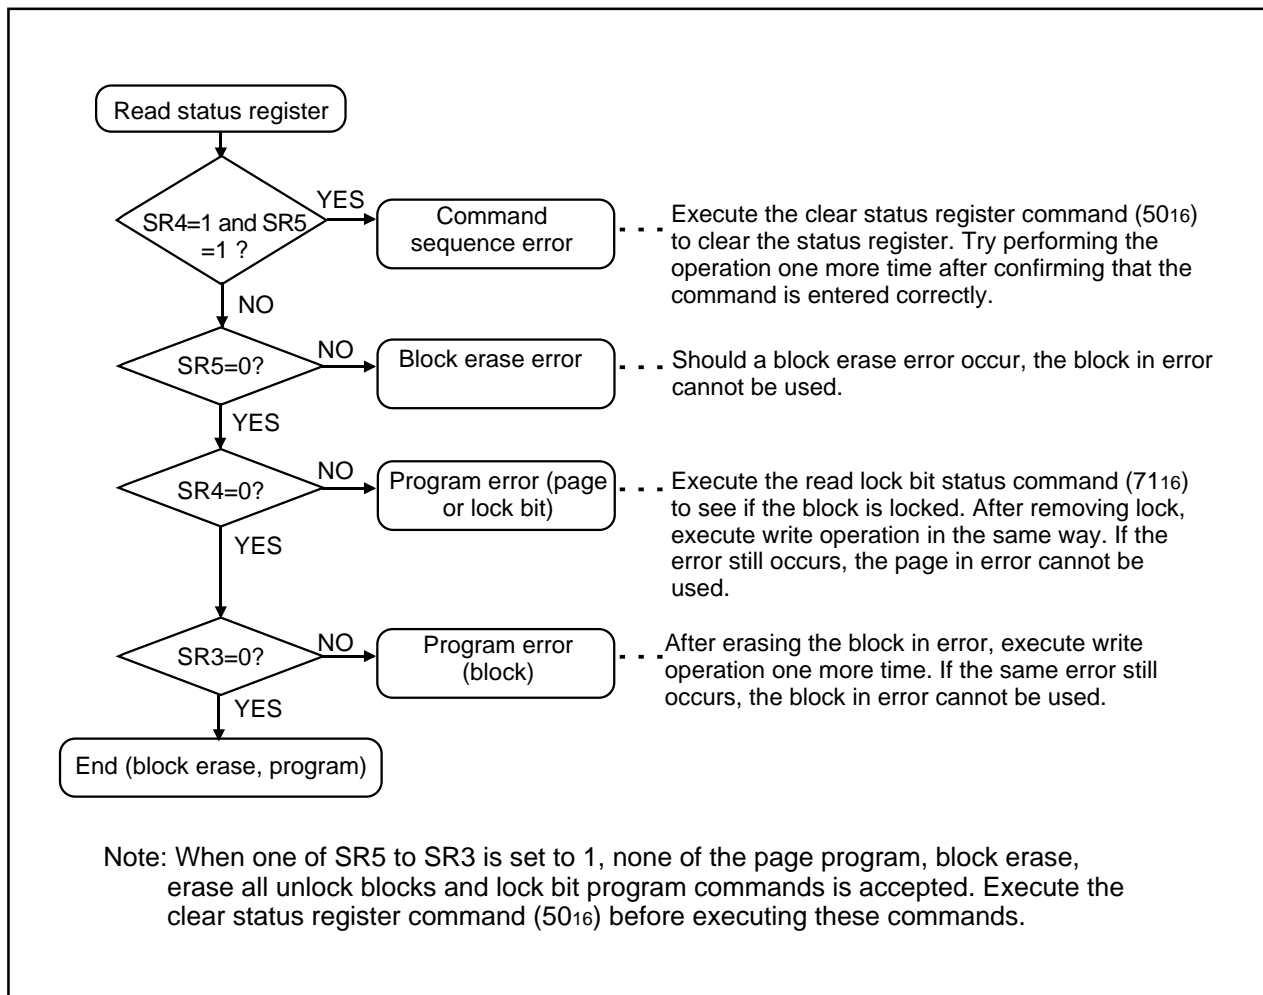 Read status register
SR4=1 and SR5
=1 ?
YES
Command
sequence error
Execute the clear status register command (5016)
to clear the status register. Try performing the
operation one more time after confirming that the
command is entered correctly.
NO
SR5=0?
NO
Block erase error
Should a block erase error occur, the block in error
cannot be used.
YES
SR4=0?
NO
Program error (page
or lock bit)
Execute the read lock bit status command (7116)
to see if the block is locked. After removing lock,
execute write operation in the same way. If the
error still occurs, the page in error cannot be
used.
YES
SR3=0?
NO
Program error
(block)
After erasing the block in error, execute write
operation one more time. If the same error still
occurs, the block in error cannot be used.
YES
End (block erase, program)
Note: When one of SR5 to SR3 is set to 1, none of the page program, block erase,
erase all unlock blocks and lock bit program commands is accepted. Execute the
clear status register command (5016) before executing these commands.